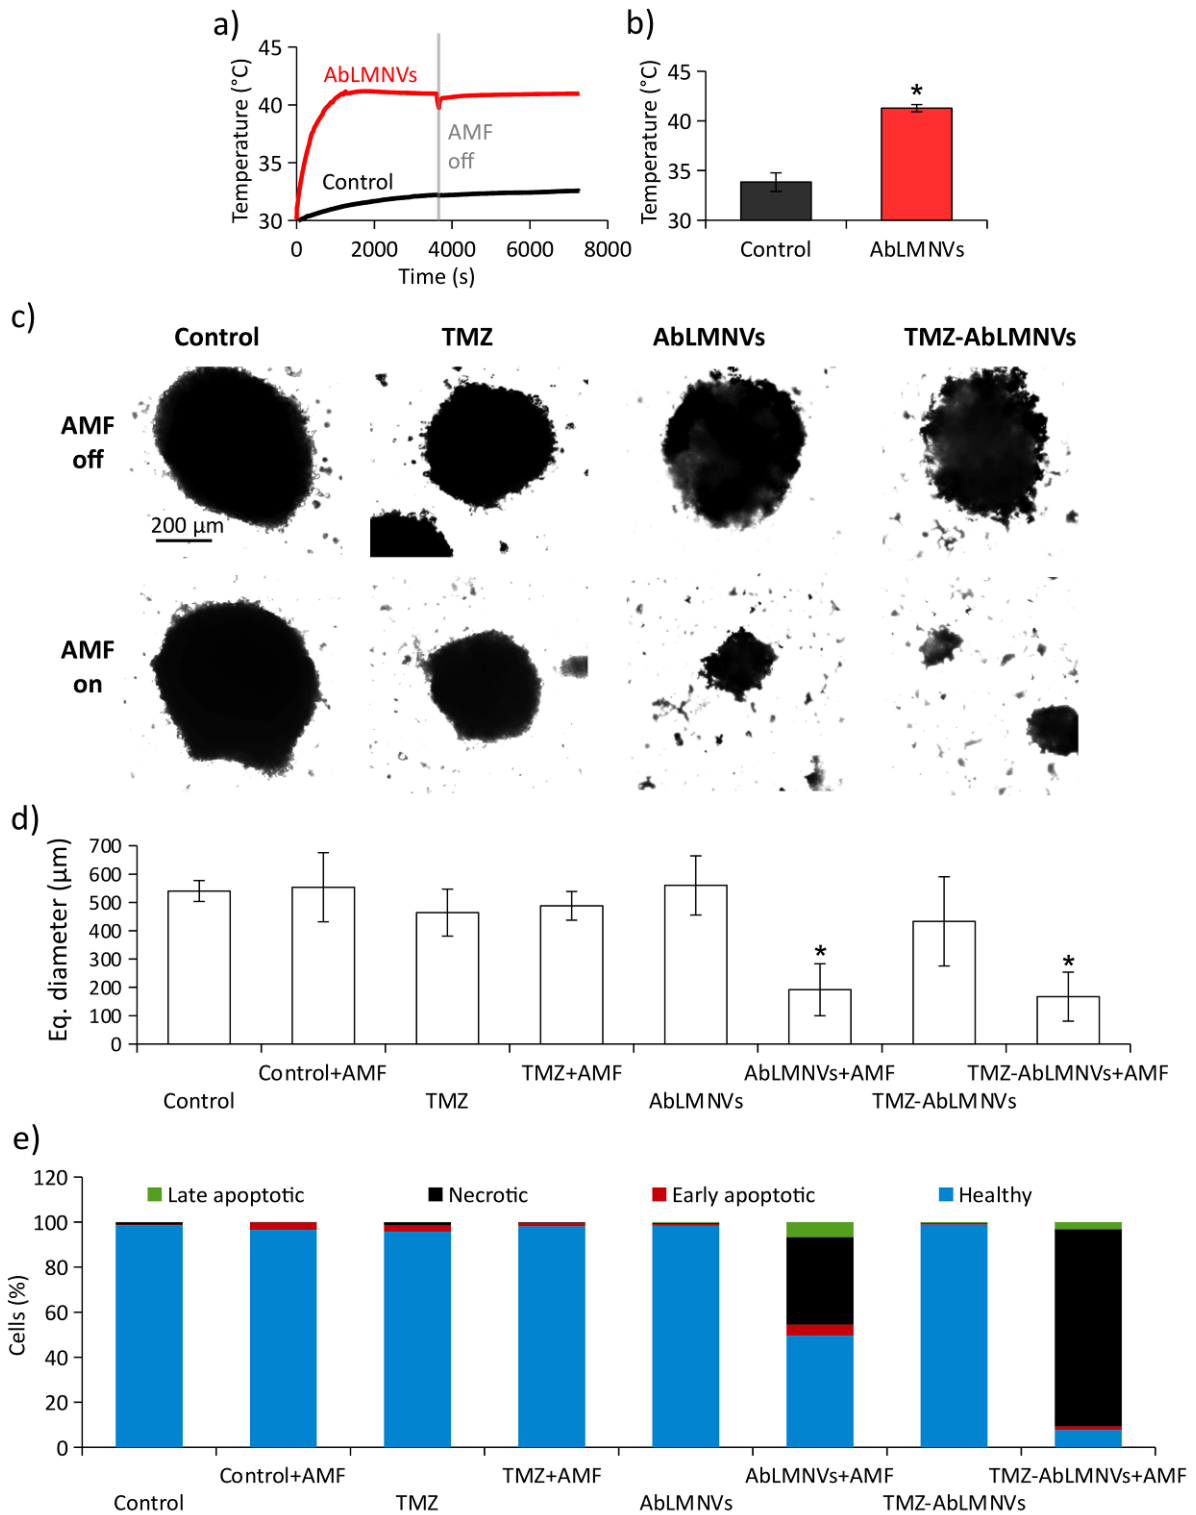 a)
Temperature (°C)
45
40
35
30
AbLMNVs
AMF
off
Control
0 2000 4000 6000 8000
Time (s)
b)
Temperature (°C)
45
40
35
30
*
Control AbLMNVs
c)
Control TMZ AbLMNVs TMZ-AbLMNVs
AMF
off
200 µm
AMF
on
d)
Eq. diameter (µm)
700
600
500
400
300
200
100
0
* *
Control+AMF TMZ+AMF AbLMNVs+AMF TMZ-AbLMNVs+AMF
Control TMZ AbLMNVs TMZ-AbLMNVs
e)
Cells (%)
120
100
80
60
40
20
0
Late apoptotic Necrotic Early apoptotic Healthy
Control+AMF TMZ+AMF AbLMNVs+AMF TMZ-AbLMNVs+AMF
Control TMZ AbLMNVs TMZ-AbLMNVs